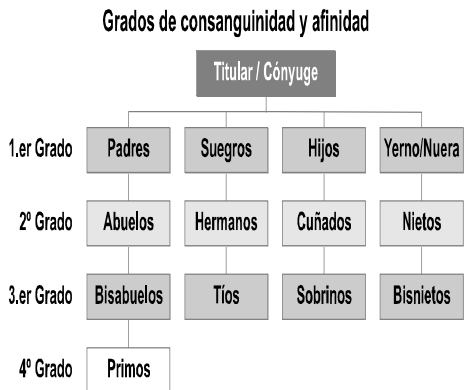 Grados de consanguinidad y afinidad
Titular / Cónyuge
1.er Grado Padres Suegros Hijos Yerno/Nuera
2º Grado Abuelos Hermanos Cuñados Nietos
3.er Grado Bisabuelos Tíos Sobrinos Bisnietos
4º Grado Primos